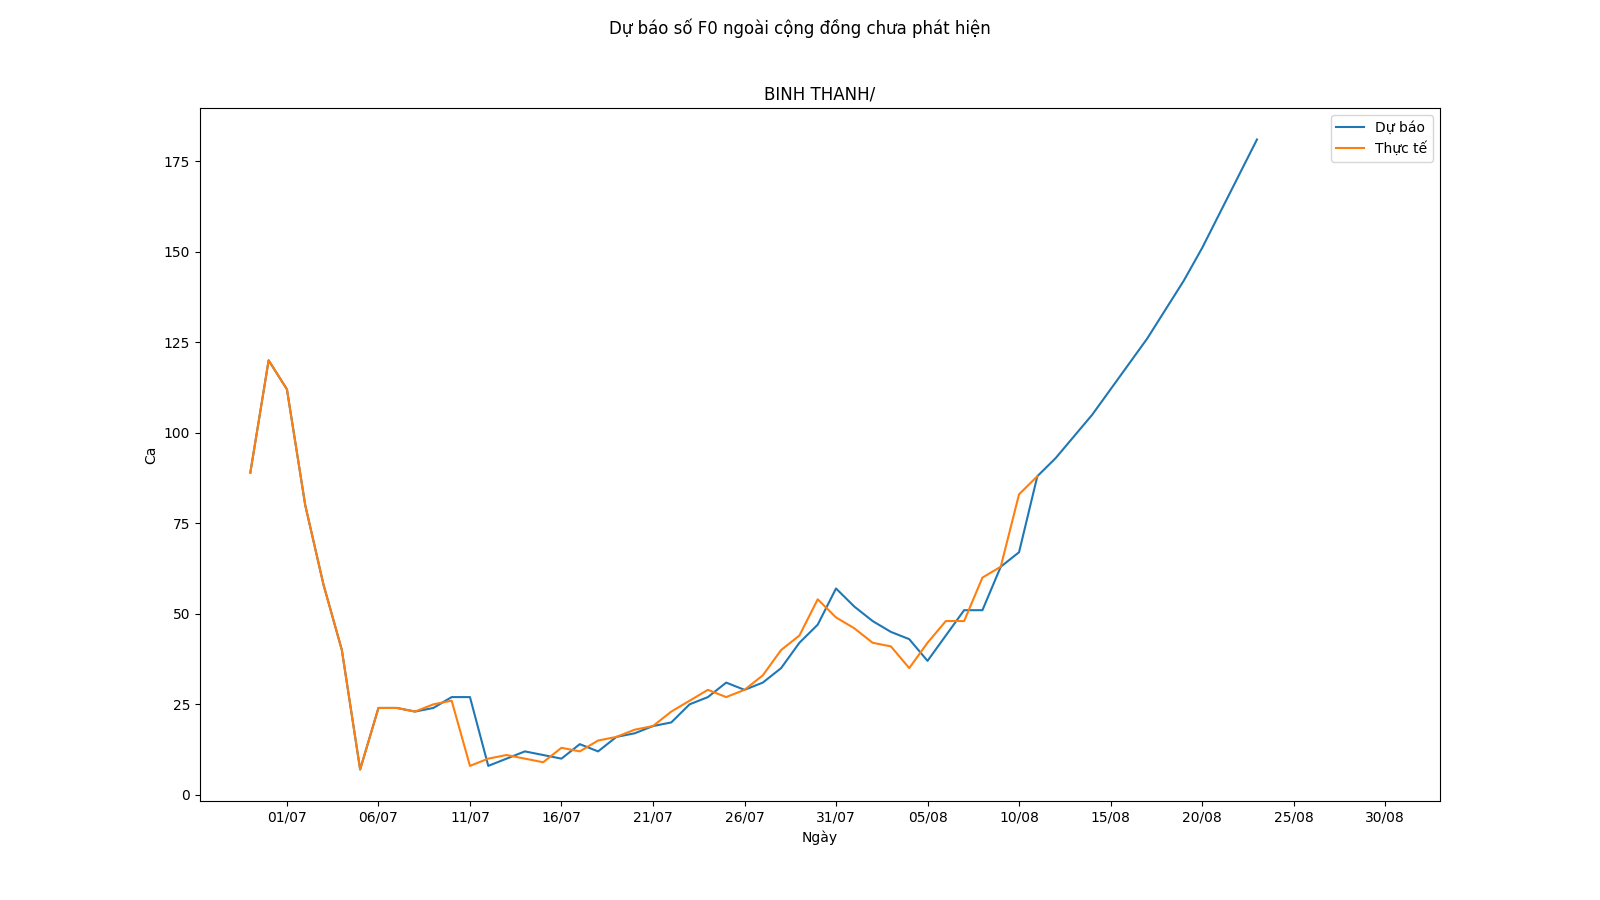 Dự báo số F0 ngoài cộng đồng chưa phát hiện
BINH THANH/
Dự báo
Thực tế
175
150
125
100
75
50
25
0
Ca
01/07 06/07 11/07 16/07 21/07 26/07 31/07 05/08 10/08 15/08 20/08 25/08 30/08
Ngày